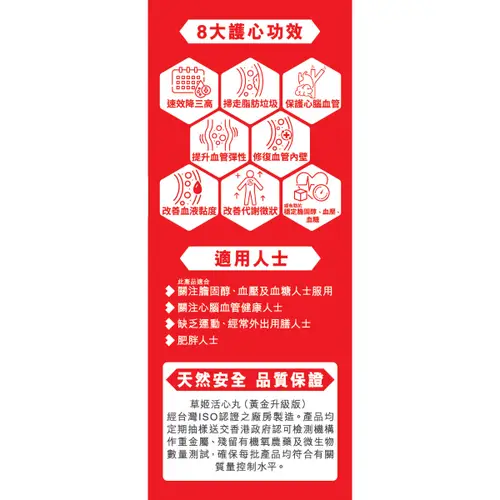 8大護心功效
速效降三高
掃走脂肪垃圾
保護心腦血管
提升血管彈性
修復血管內壁
改善血液黏度
改善代謝徵狀
穩定膽固醇、血壓、
血糖
適用人士
此產品適合
關注膽固醇、血壓及血糖人士服用
關注心腦血管健康人士
缺乏運動、經常外出用膳人士
肥胖人士
天然安全 品質保證
草姬活心丸（黃金升級版）
經台灣ISO認證之廠房製造。產品均
定期抽樣送交香港政府認可檢測機構
作重金屬、殘留有機氯農藥及微生物
數量測試，確保每批產品均符合有關
質量控制水平。